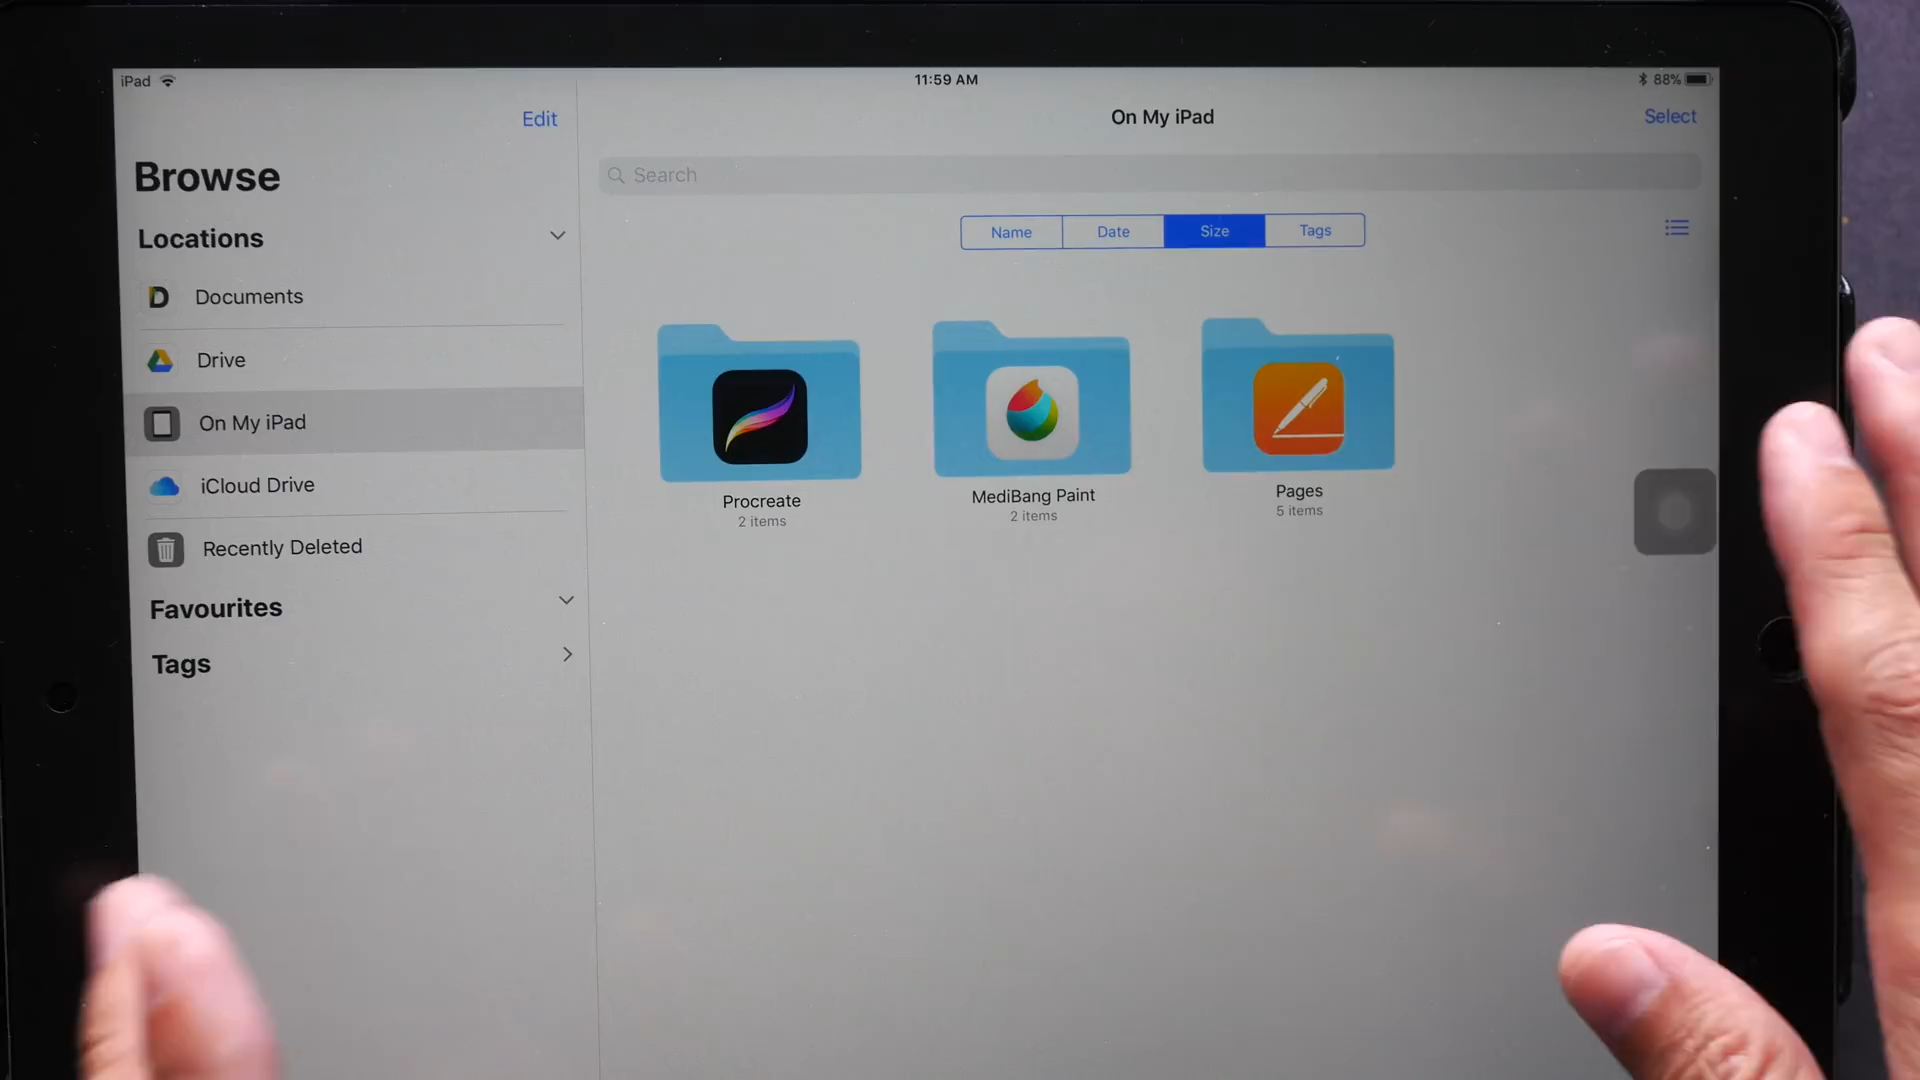 iPad
11:59 AM
88%
Edit
On My iPad
Select
Browse
Search
Locations
Name
Date
Size
Tags
Documents
Drive
On My iPad
iCloud Drive
Recently Deleted
Favourites
Tags
Procreate
2 items
MediBang Paint
2 items
Pages
5 items